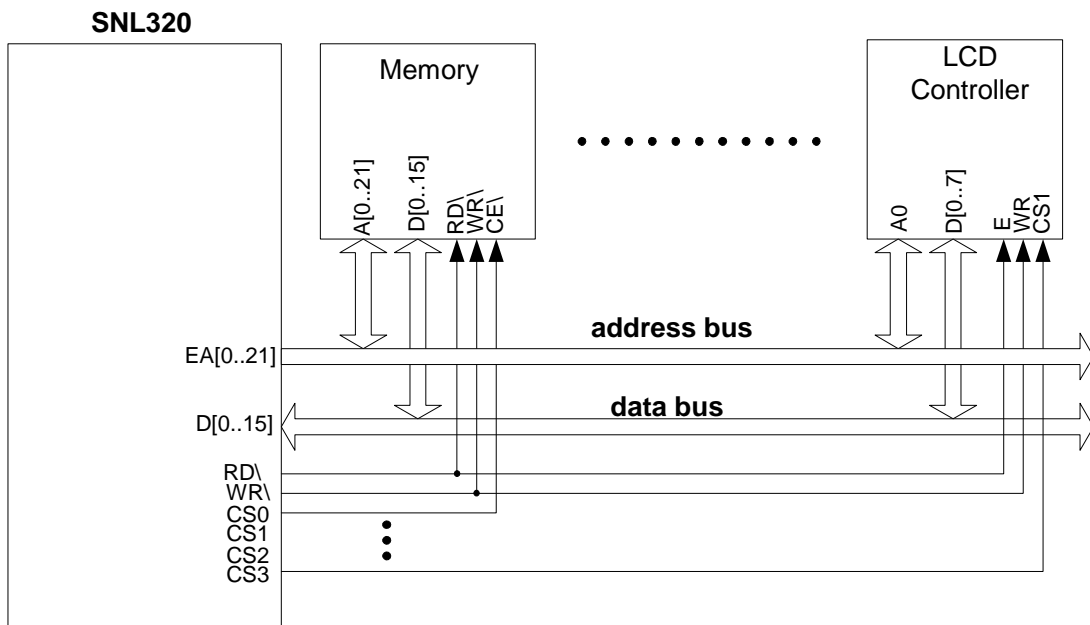 SNL320
Memory
LCD
Controller
A[0..21]
D[0..15]
RD\
WR\
CE\
A0
D[0..7]
E
WR
CS1
address bus
EA[0..21]
data bus
D[0..15]
RD\
WR\
CS0
CS1
CS2
CS3